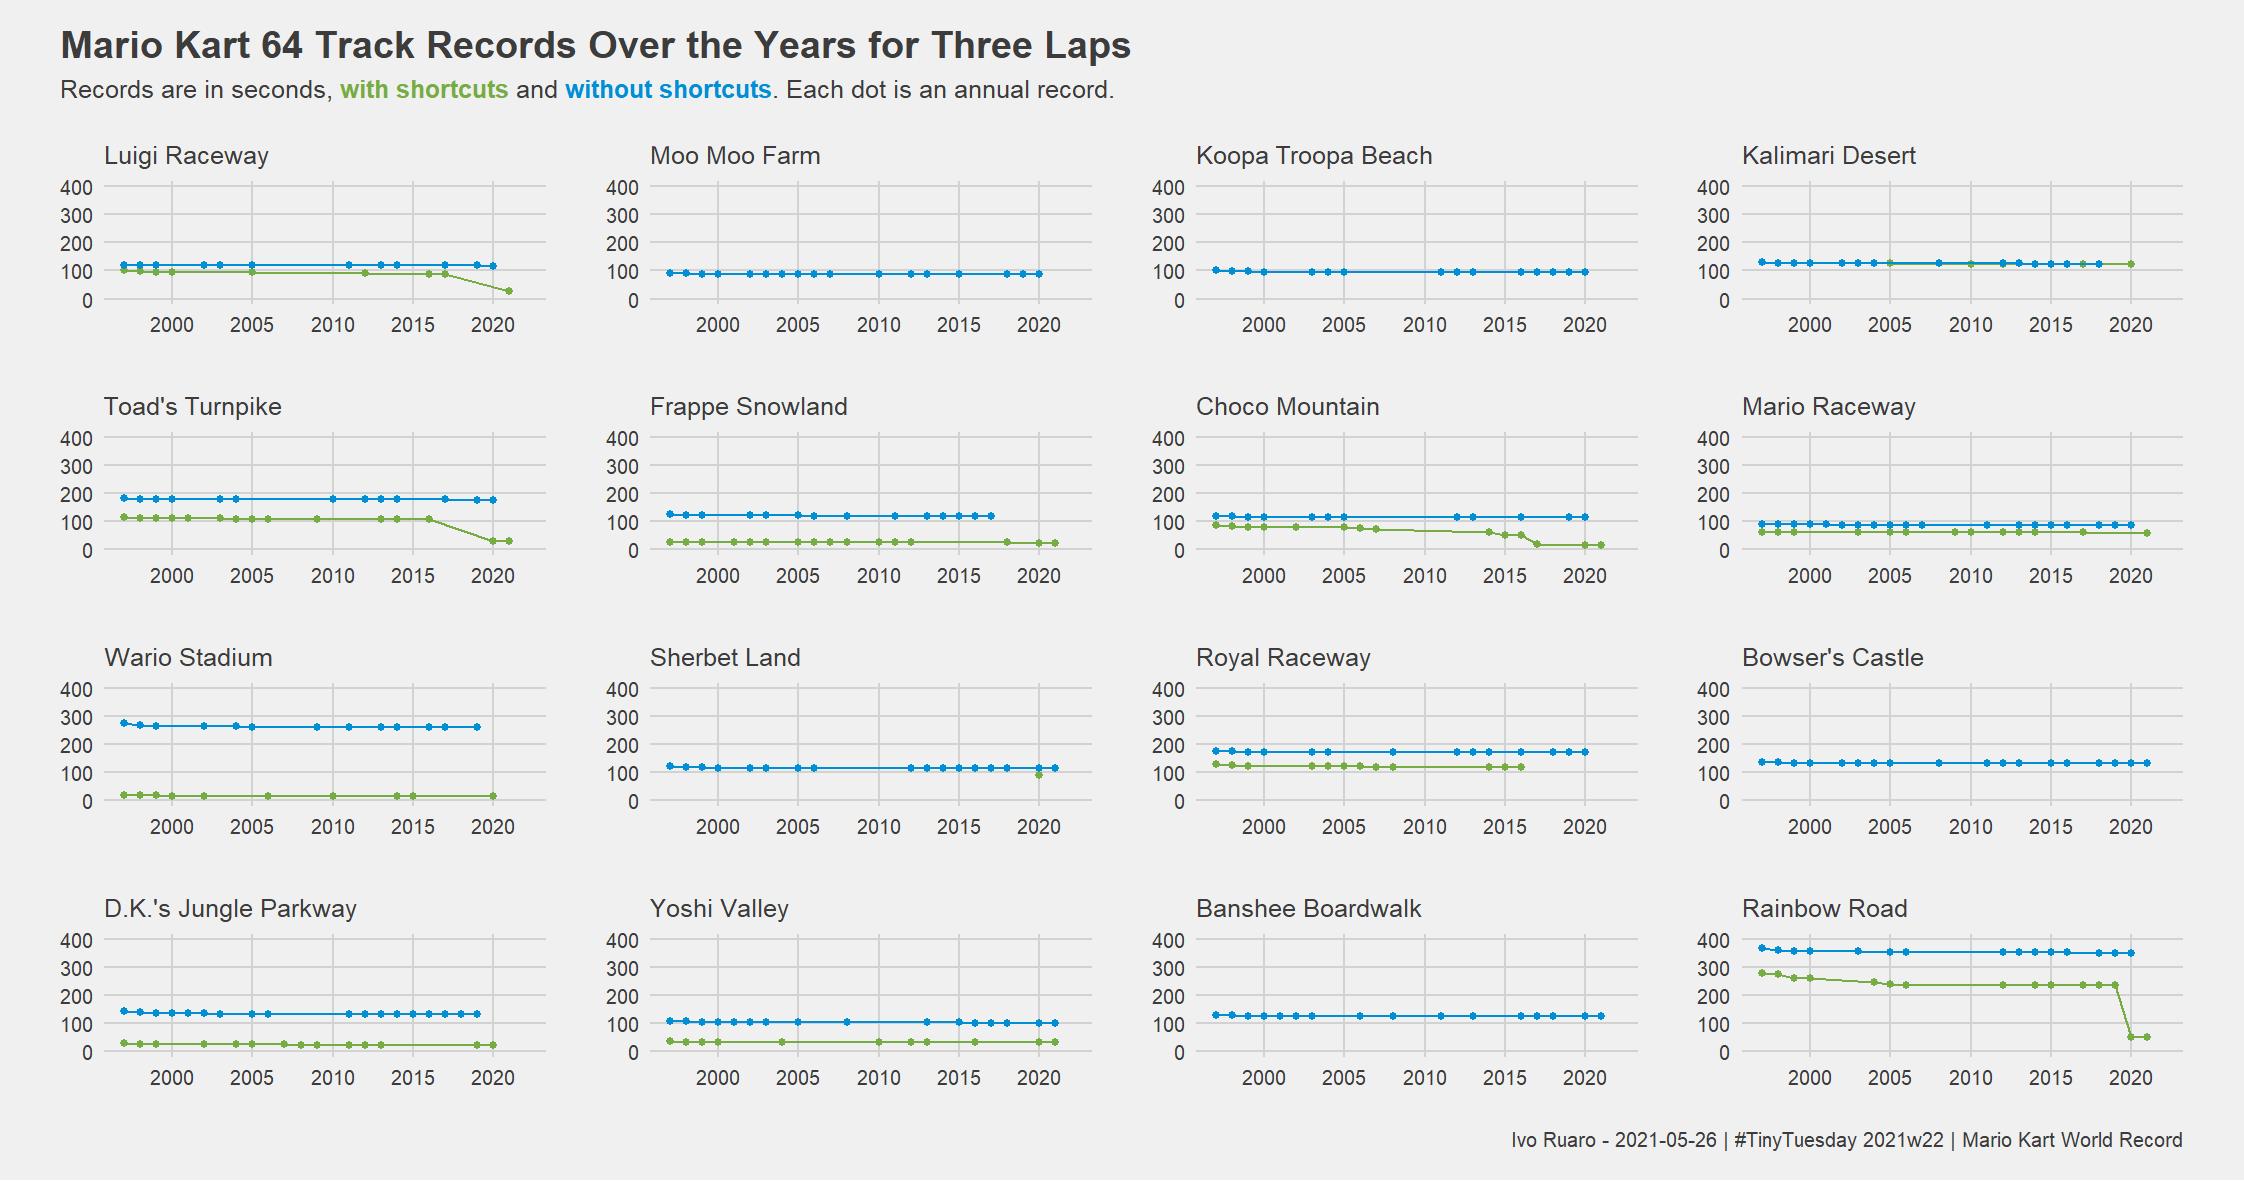 Mario Kart 64 Track Records Over the Years for Three Laps
Records are in seconds, with shortcuts and without shortcuts. Each dot is an annual record.
Luigi Raceway
400
300
200
100
0
2000 2005 2010 2015 2020
Moo Moo Farm
400
300
200
100
0
2000 2005 2010 2015 2020
Koopa Troopa Beach
400
300
200
100
0
2000 2005 2010 2015 2020
Kalimari Desert
400
300
200
100
0
2000 2005 2010 2015 2020
Toad's Turnpike
400
300
200
100
0
2000 2005 2010 2015 2020
Frappe Snowland
400
300
200
100
0
2000 2005 2010 2015 2020
Choco Mountain
400
300
200
100
0
2000 2005 2010 2015 2020
Mario Raceway
400
300
200
100
0
2000 2005 2010 2015 2020
Wario Stadium
400
300
200
100
0
2000 2005 2010 2015 2020
Sherbet Land
400
300
200
100
0
2000 2005 2010 2015 2020
Royal Raceway
400
300
200
100
0
2000 2005 2010 2015 2020
Bowser's Castle
400
300
200
100
0
2000 2005 2010 2015 2020
D.K.'s Jungle Parkway
400
300
200
100
0
2000 2005 2010 2015 2020
Yoshi Valley
400
300
200
100
0
2000 2005 2010 2015 2020
Banshee Boardwalk
400
300
200
100
0
2000 2005 2010 2015 2020
Rainbow Road
400
300
200
100
0
2000 2005 2010 2015 2020
Ivo Ruaro - 2021-05-26 | #TinyTuesday 2021w22 | Mario Kart World Record